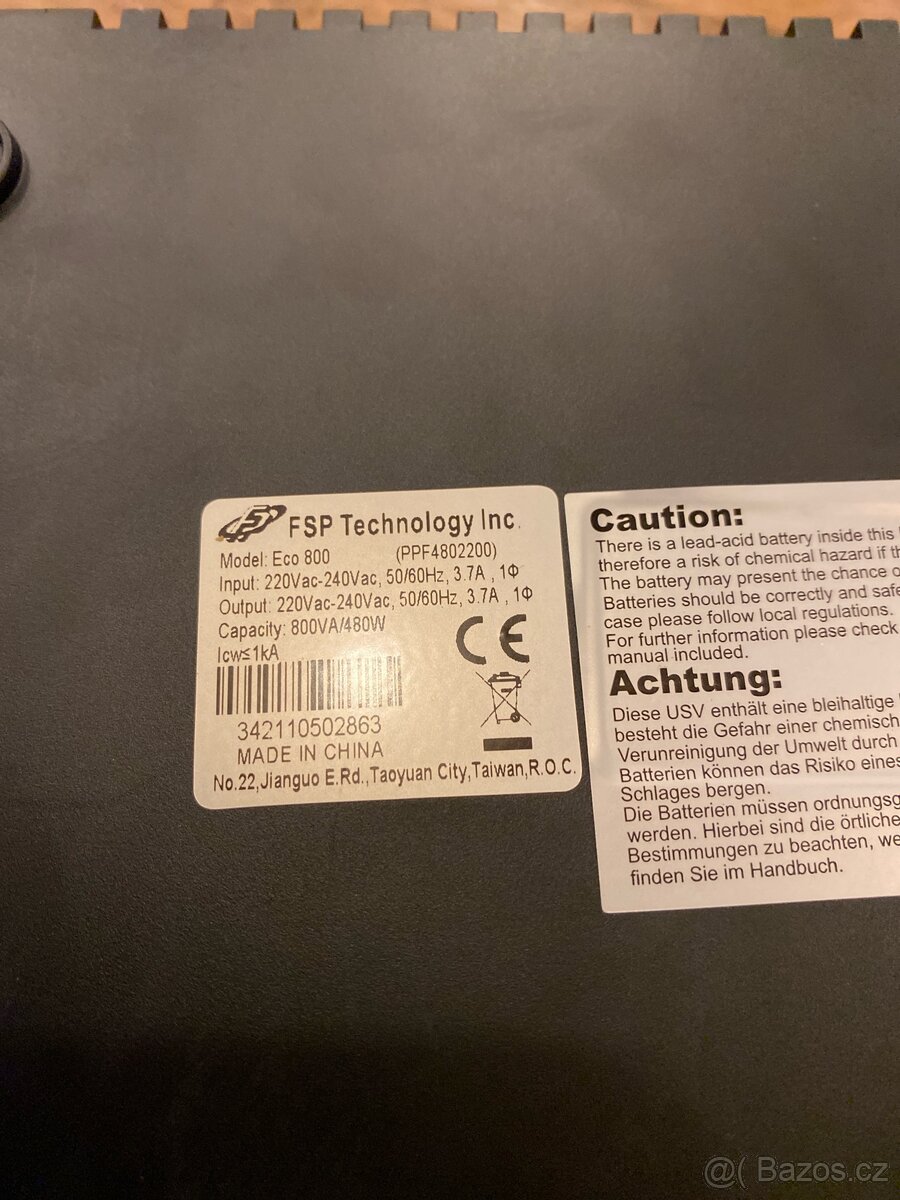 FSP Technology Inc.
Model: Eco 800 (PPF4802200)
Input: 220Vac-240Vac, 50/60Hz, 3.7A , 1Φ
Output: 220Vac-240Vac, 50/60Hz, 3.7A , 1Φ
Capacity: 800VA/480W
Icw≤1kA
CE
342110502863
MADE IN CHINA
No.22,Jianguo E.Rd.,Taoyuan City,Taiwan,R.O.C.
Caution:
There is a lead-acid battery inside this
therefore a risk of chemical hazard if th
The battery may present the chance o
Batteries should be correctly and safe
case please follow local regulations.
For further information please check
manual included.
Achtung:
Diese USV enthält eine bleihaltige
besteht die Gefahr einer chemisch
Verunreinigung der Umwelt durch
Batterien können das Risiko eines
Schlages bergen.
Die Batterien müssen ordnungsg
werden. Hierbei sind die örtliche
Bestimmungen zu beachten, we
finden Sie im Handbuch.
@( Bazos.cz